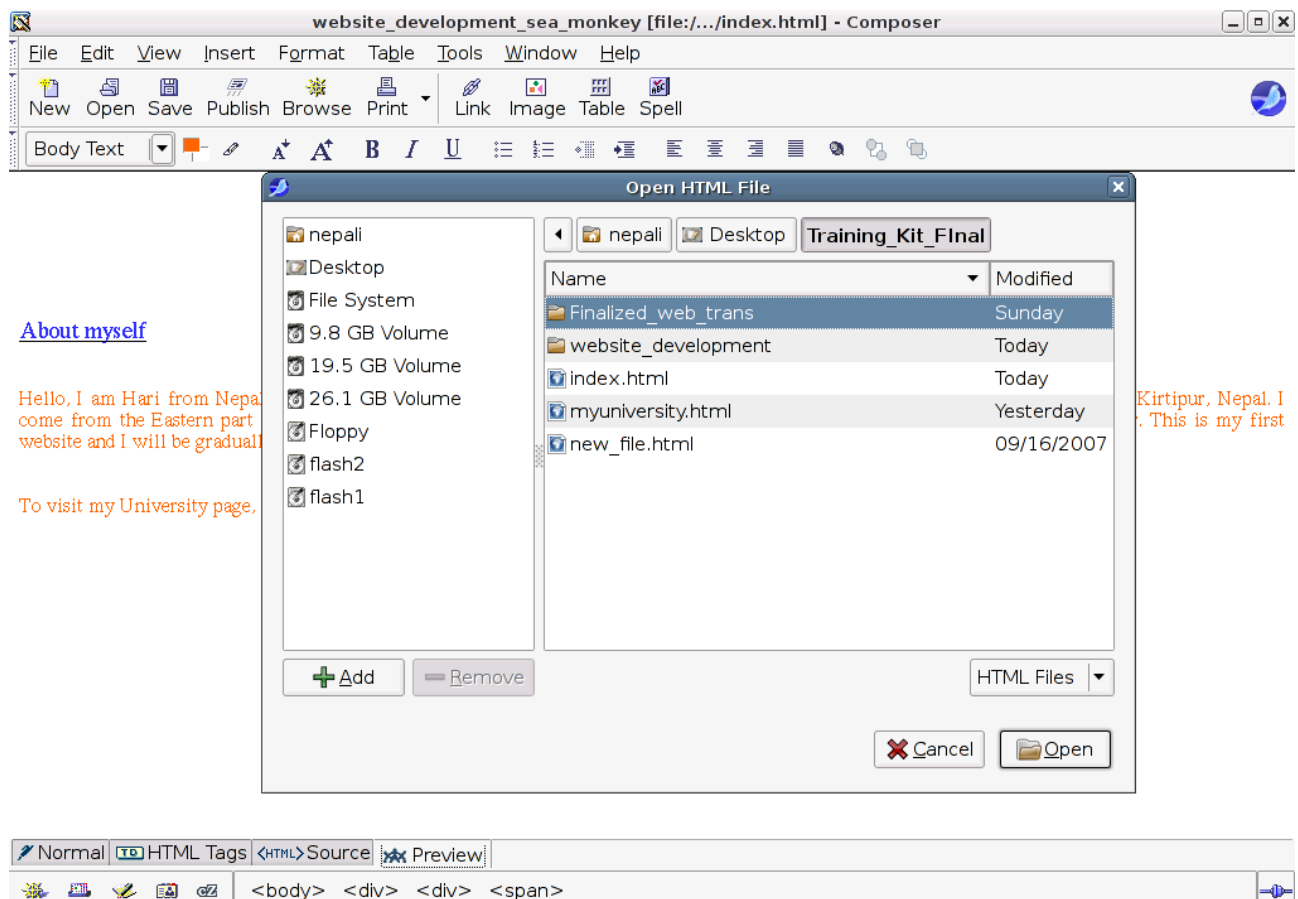 website_development_sea_monkey [file:/.../index.html] - Composer
File Edit View Insert Format Table Tools Window Help
New Open Save Publish Browse Print Link Image Table Spell
Body Text
Open HTML File
nepali
Desktop
File System
9.8 GB Volume
19.5 GB Volume
26.1 GB Volume
Floppy
flash2
flash1
nepali Desktop Training_Kit_FInal
Name Modified
Finalized_web_trans Sunday
website_development Today
index.html Today
myuniversity.html Yesterday
new_file.html 09/16/2007
Add Remove
HTML Files
Cancel Open
About myself
Hello, I am Hari from Kirtipur, Nepal. I
come from the Eastern part This is my first
website and I will be
To visit my University page,
Normal HTML Tags Source Preview
<body> <div> <div> <span>